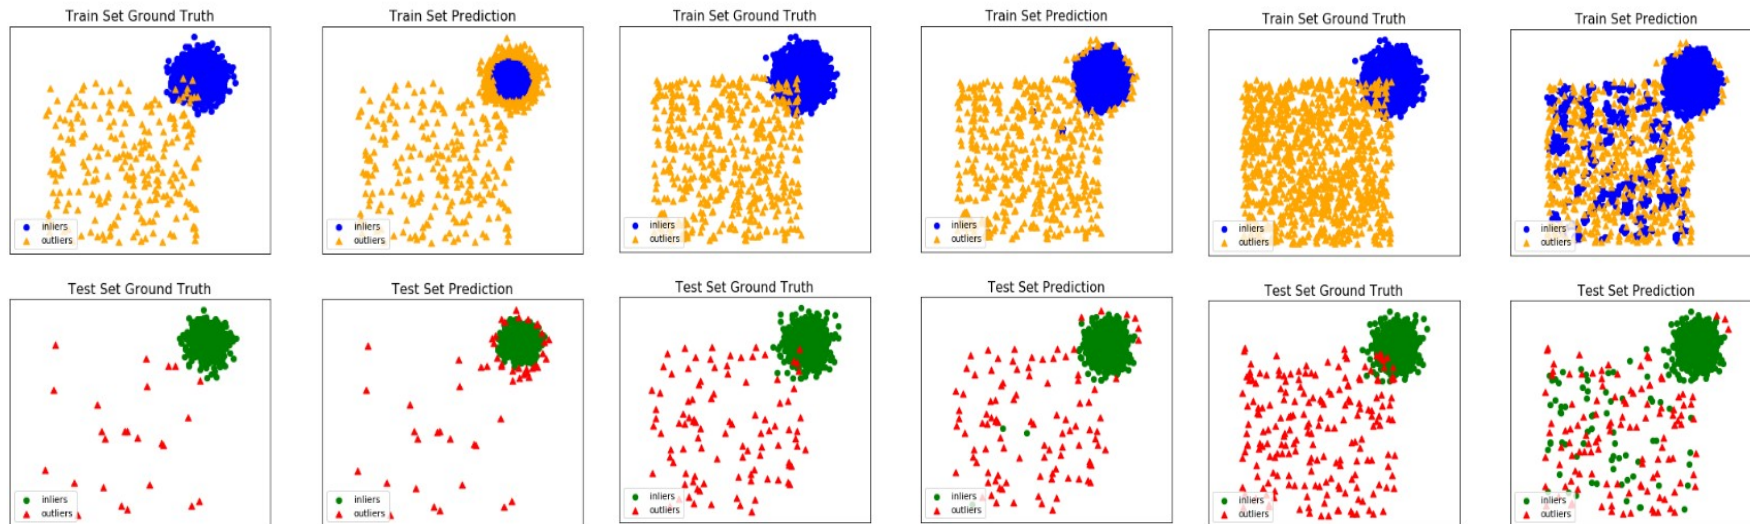 Train Set Ground Truth
Train Set Prediction
Train Set Ground Truth
Train Set Prediction
Train Set Ground Truth
Train Set Prediction
inliers
outliers
inliers
outliers
inliers
outliers
inliers
outliers
inliers
outliers
inliers
outliers
Test Set Ground Truth
Test Set Prediction
Test Set Ground Truth
Test Set Prediction
Test Set Ground Truth
Test Set Prediction
inliers
outliers
inliers
outliers
inliers
outliers
inliers
outliers
inliers
outliers
inliers
outliers